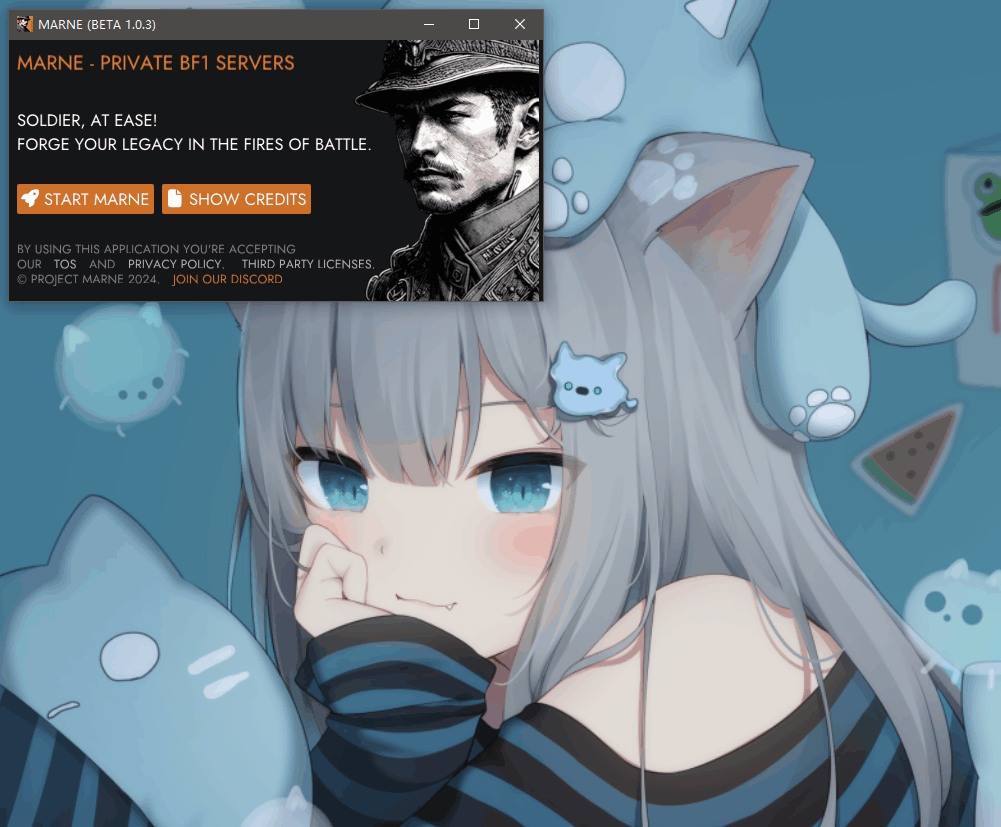 MARNE (BETA 1.0.3)
MARNE - PRIVATE BF1 SERVERS
SOLDIER, AT EASE!
FORGE YOUR LEGACY IN THE FIRES OF BATTLE.
START MARNE SHOW CREDITS
BY USING THIS APPLICATION YOU'RE ACCEPTING
OUR TOS AND PRIVACY POLICY. THIRD PARTY LICENSES.
© PROJECT MARNE 2024. JOIN OUR DISCORD